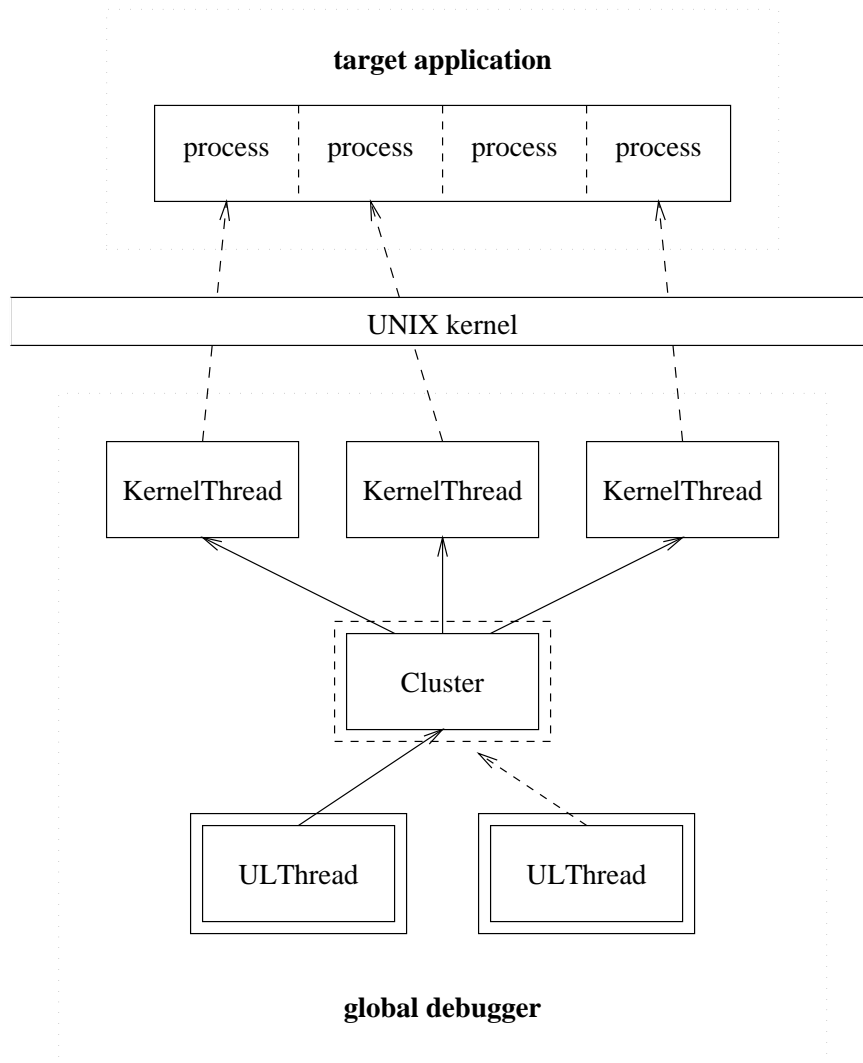 target application
process process process process
UNIX kernel
KernelThread KernelThread KernelThread
Cluster
ULThread ULThread
global debugger